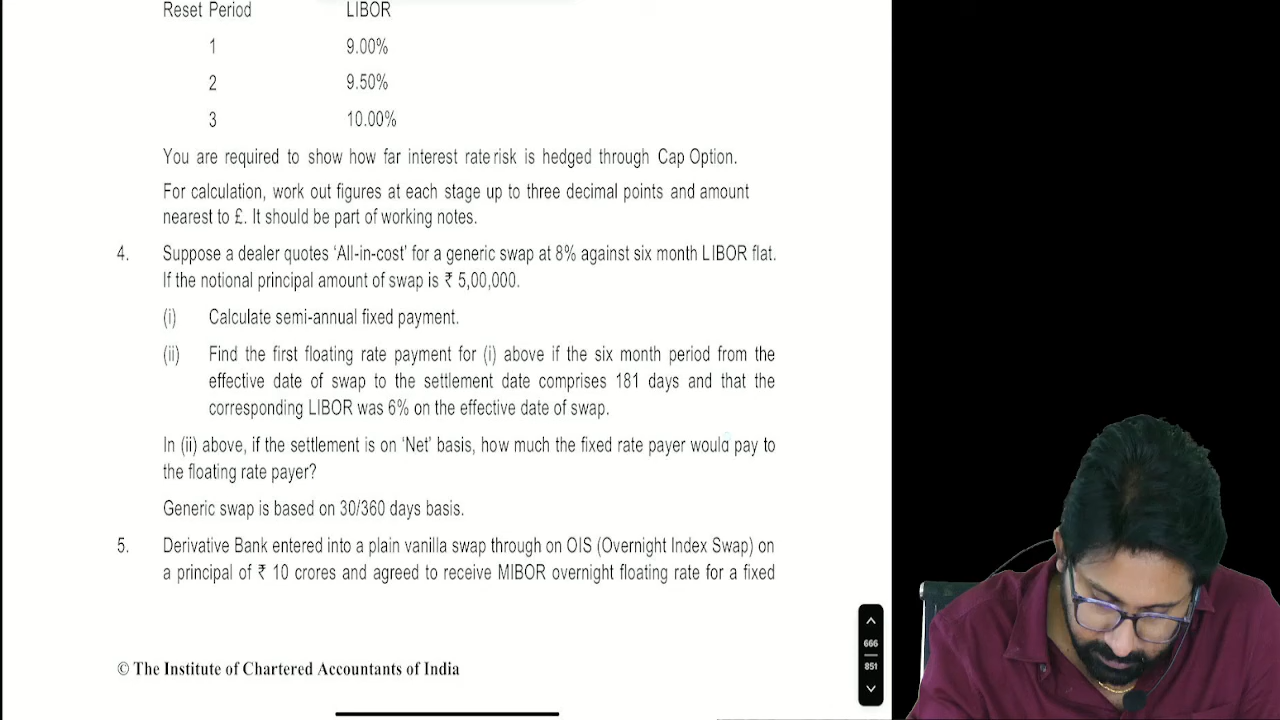 Reset Period LIBOR
1 9.00%
2 9.50%
3 10.00%
You are required to show how far interest rate risk is hedged through Cap Option.
For calculation, work out figures at each stage up to three decimal points and amount
nearest to £. It should be part of working notes.
4. Suppose a dealer quotes ‘All-in-cost’ for a generic swap at 8% against six month LIBOR flat.
If the notional principal amount of swap is ₹ 5,00,000.
(i) Calculate semi-annual fixed payment.
(ii) Find the first floating rate payment for (i) above if the six month period from the
effective date of swap to the settlement date comprises 181 days and that the
corresponding LIBOR was 6% on the effective date of swap.
In (ii) above, if the settlement is on ‘Net’ basis, how much the fixed rate payer would pay to
the floating rate payer?
Generic swap is based on 30/360 days basis.
5. Derivative Bank entered into a plain vanilla swap through on OIS (Overnight Index Swap) on
a principal of ₹ 10 crores and agreed to receive MIBOR overnight floating rate for a fixed
666
851
© The Institute of Chartered Accountants of India